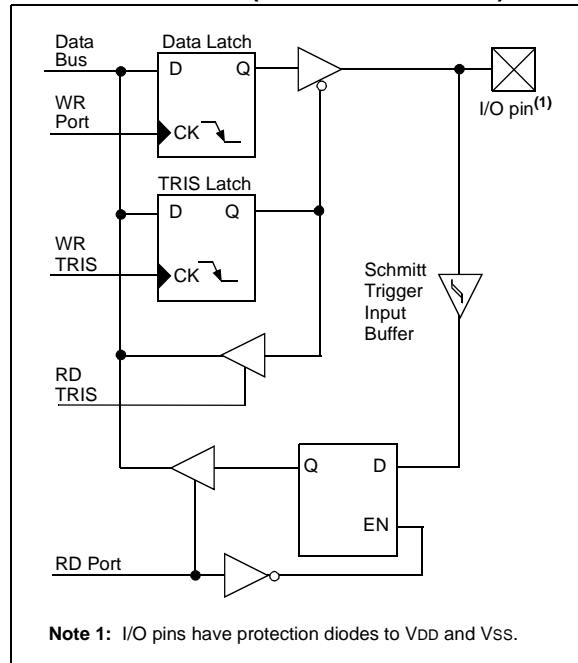 Data
Bus
Data Latch
D Q
WR
Port
CK
I/O pin(1)
TRIS Latch
D Q
WR
TRIS
CK
Schmitt
Trigger
Input
Buffer
RD
TRIS
Q D
EN
RD Port
Note 1: I/O pins have protection diodes to VDD and VSS.